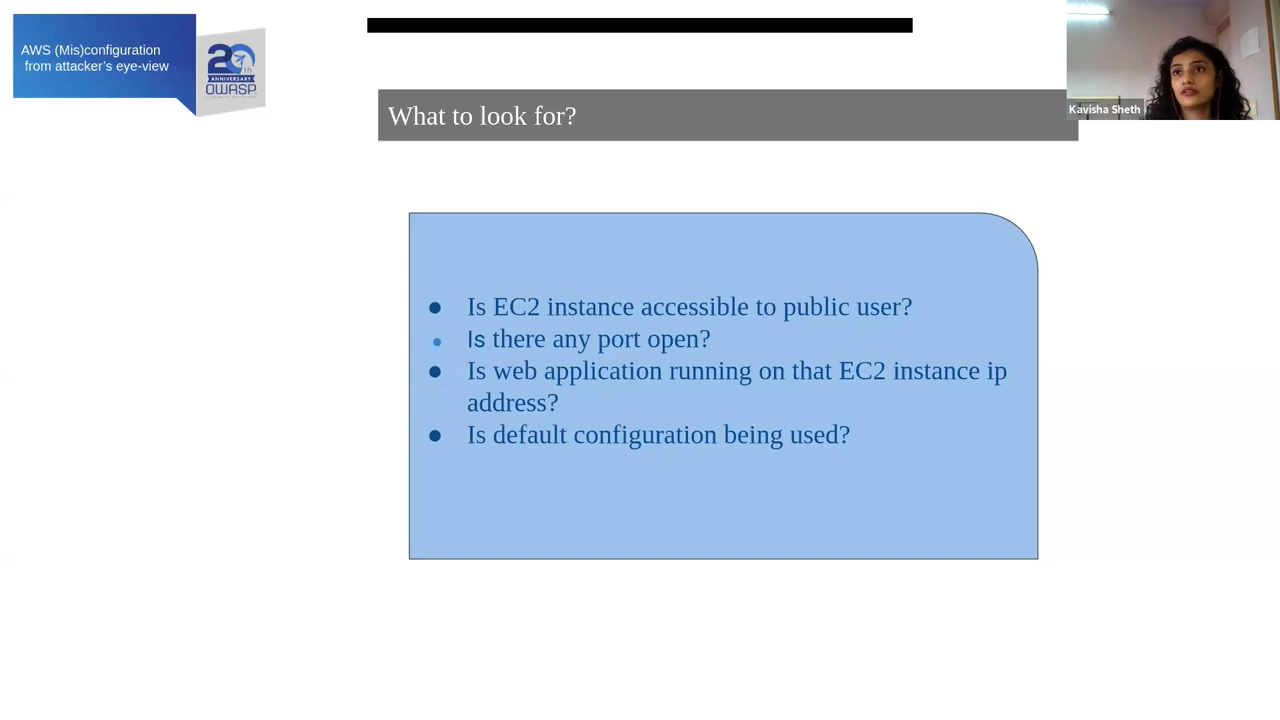 AWS (Mis)configuration
from attacker's eye-view
20th
ANNIVERSARY
OWASP
Kavisha Sheth
What to look for?
● Is EC2 instance accessible to public user?
● Is there any port open?
● Is web application running on that EC2 instance ip
address?
● Is default configuration being used?